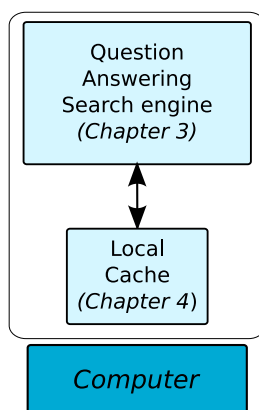 Question
Answering
Search engine
(Chapter 3)
Local
Cache
(Chapter 4)
Computer